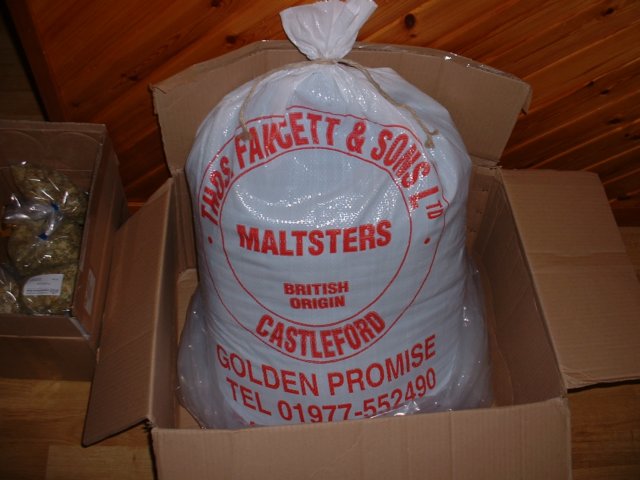 THOS. FAWCETT & SONS LTD
MALTSTERS
BRITISH
ORIGIN
CASTLEFORD
GOLDEN PROMISE
TEL 01977-552490